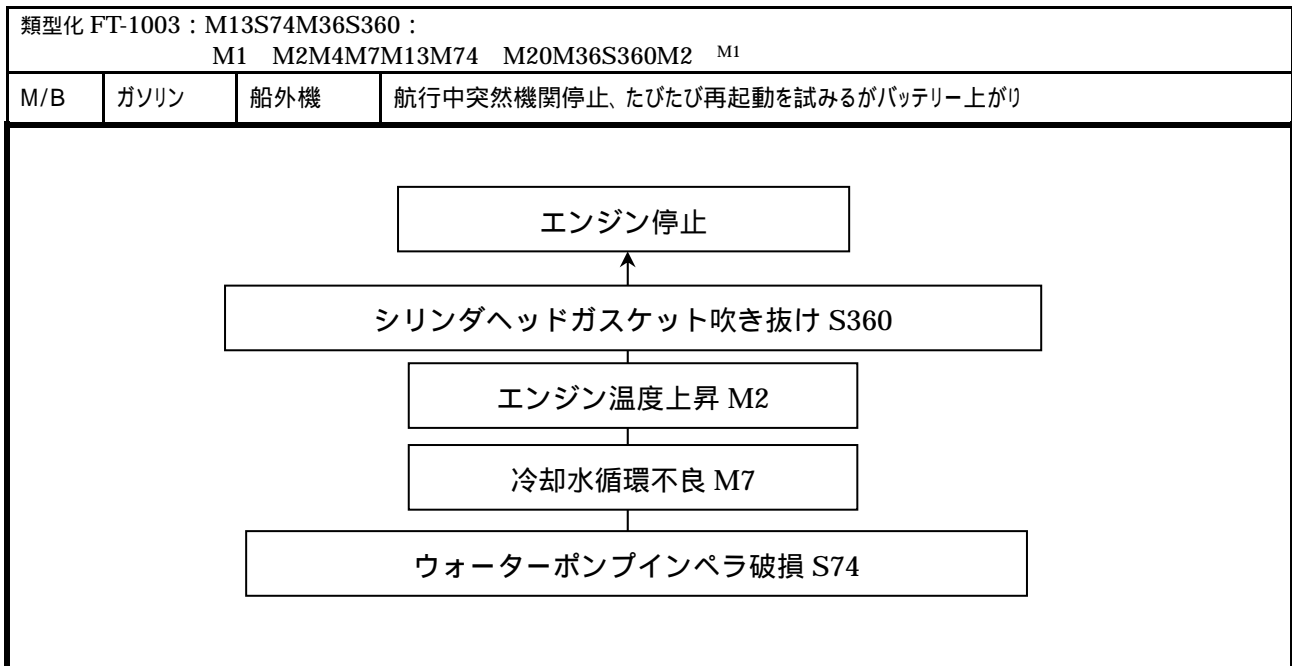 類型化 FT-1003：M13S74M36S360：
M1 M2M4M7M13M74 M20M36S360M2 M1
M/B ガソリン 船外機 航行中突然機関停止、たびたび再起動を試みるがバッテリー上がり
エンジン停止
シリンダヘッドガスケット吹き抜け S360
エンジン温度上昇 M2
冷却水循環不良 M7
ウォーターポンプインペラ破損 S74